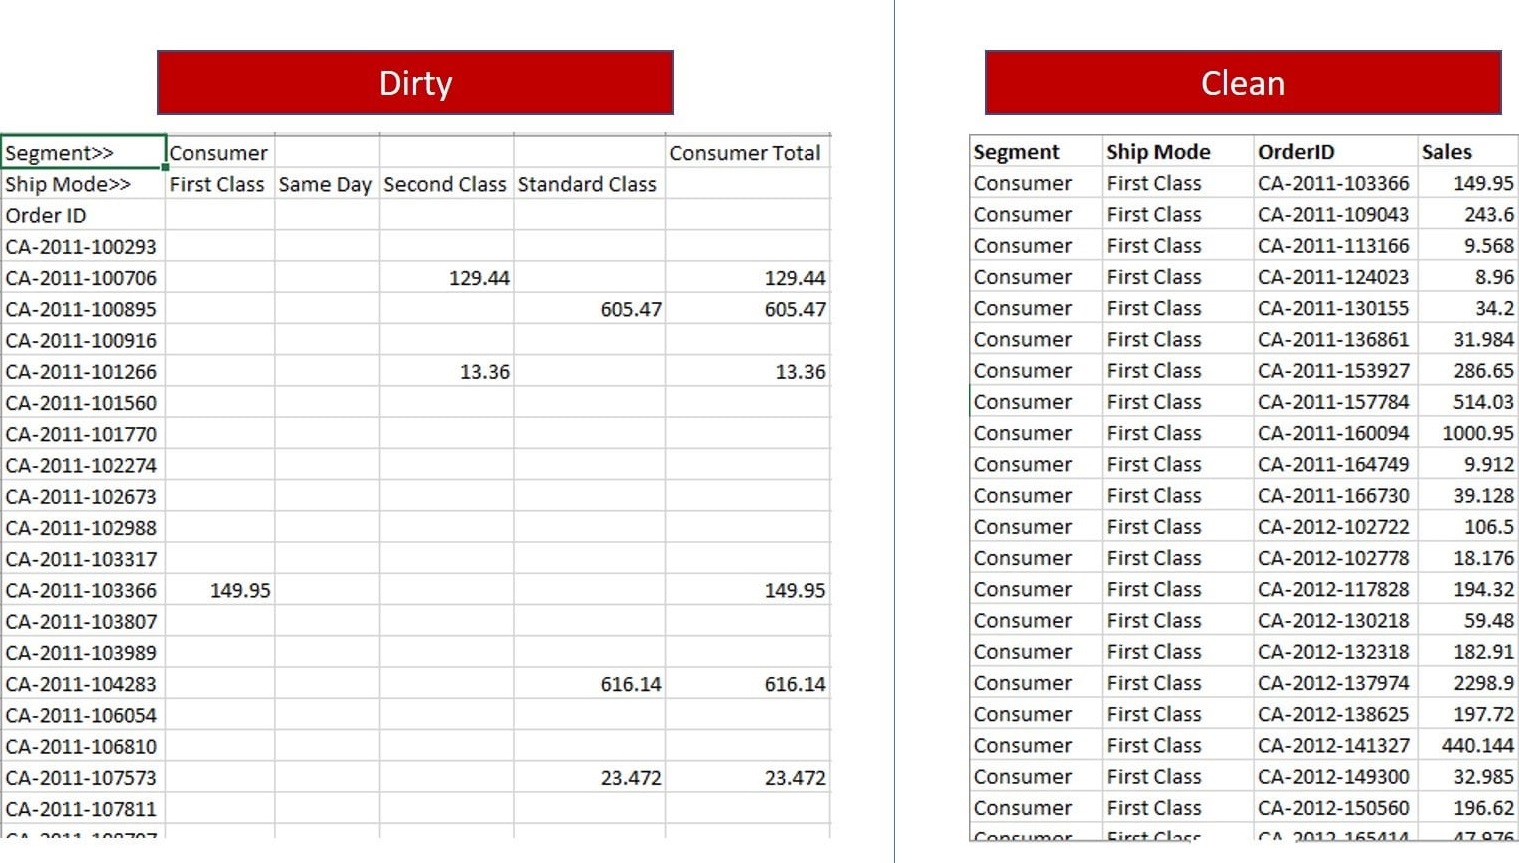 Dirty
Segment>> Consumer Consumer Total
Ship Mode>> First Class Same Day Second Class Standard Class
Order ID
CA-2011-100293
CA-2011-100706 129.44 129.44
CA-2011-100895 605.47 605.47
CA-2011-100916
CA-2011-101266 13.36 13.36
CA-2011-101560
CA-2011-101770
CA-2011-102274
CA-2011-102673
CA-2011-102988
CA-2011-103317
CA-2011-103366 149.95 149.95
CA-2011-103807
CA-2011-103989
CA-2011-104283 616.14 616.14
CA-2011-106054
CA-2011-106810
CA-2011-107573 23.472 23.472
CA-2011-107811
Clean
Segment Ship Mode OrderID Sales
Consumer First Class CA-2011-103366 149.95
Consumer First Class CA-2011-109043 243.6
Consumer First Class CA-2011-113166 9.568
Consumer First Class CA-2011-124023 8.96
Consumer First Class CA-2011-130155 34.2
Consumer First Class CA-2011-136861 31.984
Consumer First Class CA-2011-153927 286.65
Consumer First Class CA-2011-157784 514.03
Consumer First Class CA-2011-160094 1000.95
Consumer First Class CA-2011-164749 9.912
Consumer First Class CA-2011-166730 39.128
Consumer First Class CA-2012-102722 106.5
Consumer First Class CA-2012-102778 18.176
Consumer First Class CA-2012-117828 194.32
Consumer First Class CA-2012-130218 59.48
Consumer First Class CA-2012-132318 182.91
Consumer First Class CA-2012-137974 2298.9
Consumer First Class CA-2012-138625 197.72
Consumer First Class CA-2012-141327 440.144
Consumer First Class CA-2012-149300 32.985
Consumer First Class CA-2012-150560 196.62
Consumer First Class CA-2012-165414 47.976